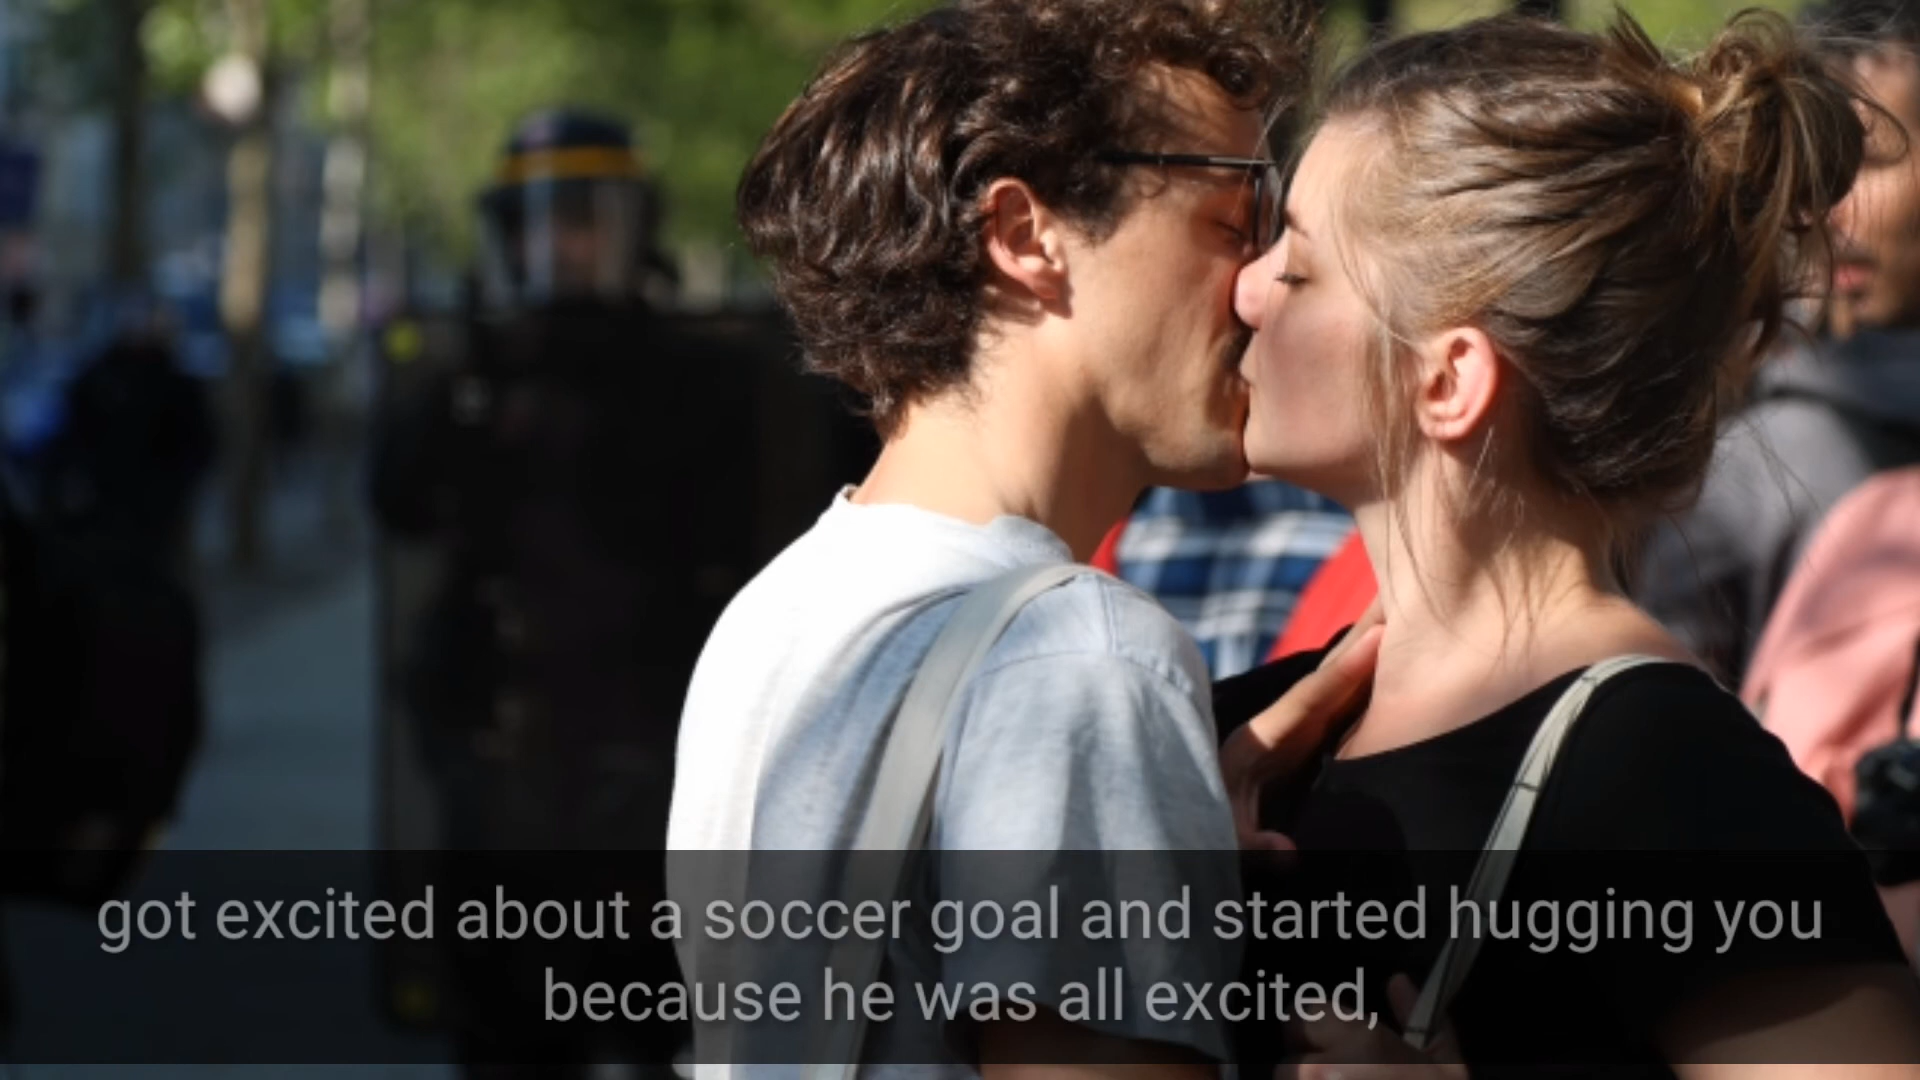 got excited about a soccer goal and started hugging you
because he was all excited,